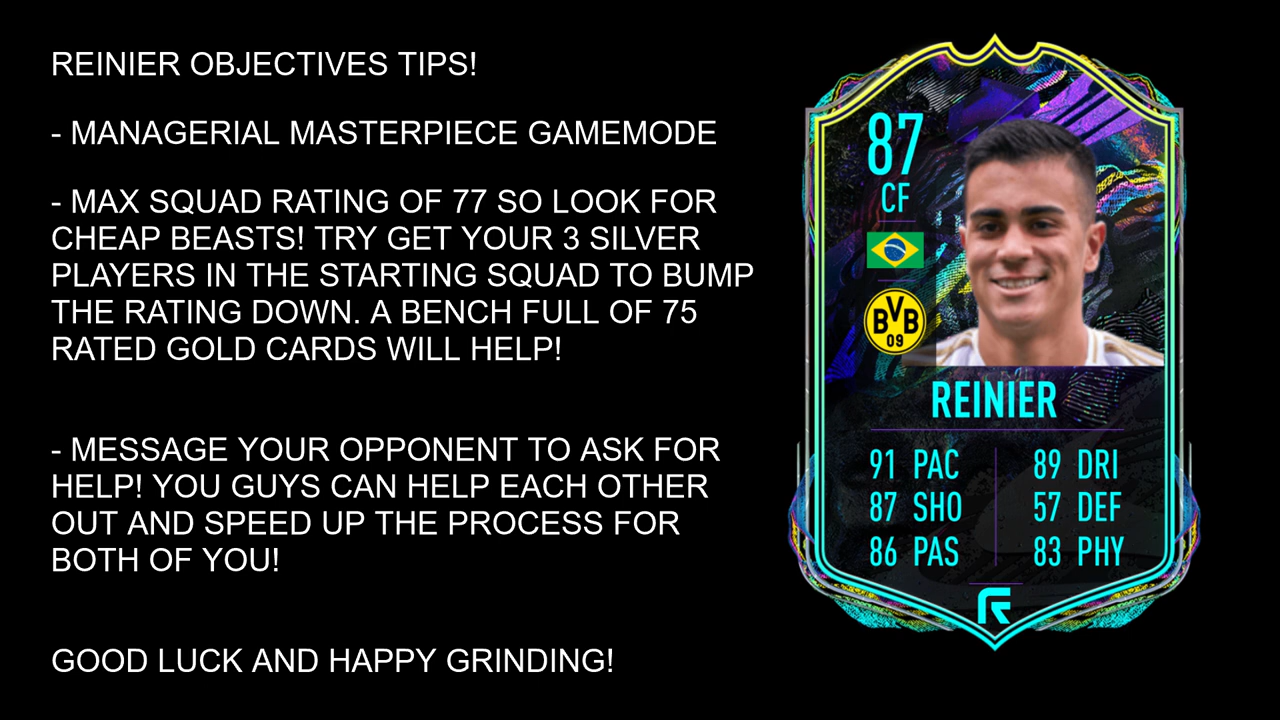 REINIER OBJECTIVES TIPS!
- MANAGERIAL MASTERPIECE GAMEMODE
- MAX SQUAD RATING OF 77 SO LOOK FOR
CHEAP BEASTS! TRY GET YOUR 3 SILVER
PLAYERS IN THE STARTING SQUAD TO BUMP
THE RATING DOWN. A BENCH FULL OF 75
RATED GOLD CARDS WILL HELP!
- MESSAGE YOUR OPPONENT TO ASK FOR
HELP! YOU GUYS CAN HELP EACH OTHER
OUT AND SPEED UP THE PROCESS FOR
BOTH OF YOU!
GOOD LUCK AND HAPPY GRINDING!
87
CF
BVB
09
REINIER
91 PAC
87 SHO
86 PAS
89 DRI
57 DEF
83 PHY